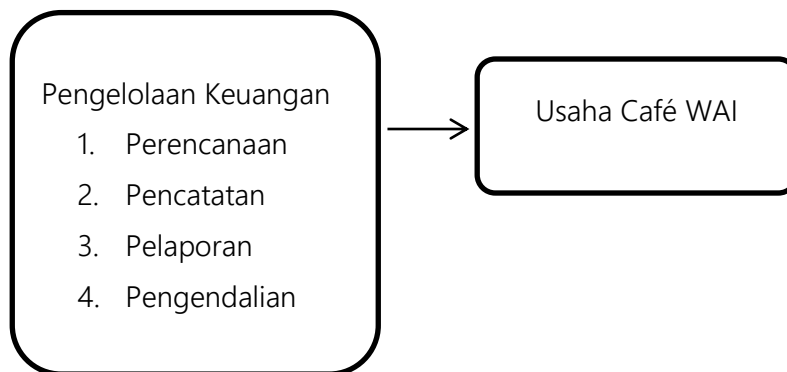 Pengelolaan Keuangan
1. Perencanaan
2. Pencatatan
3. Pelaporan
4. Pengendalian
Usaha Café WAI